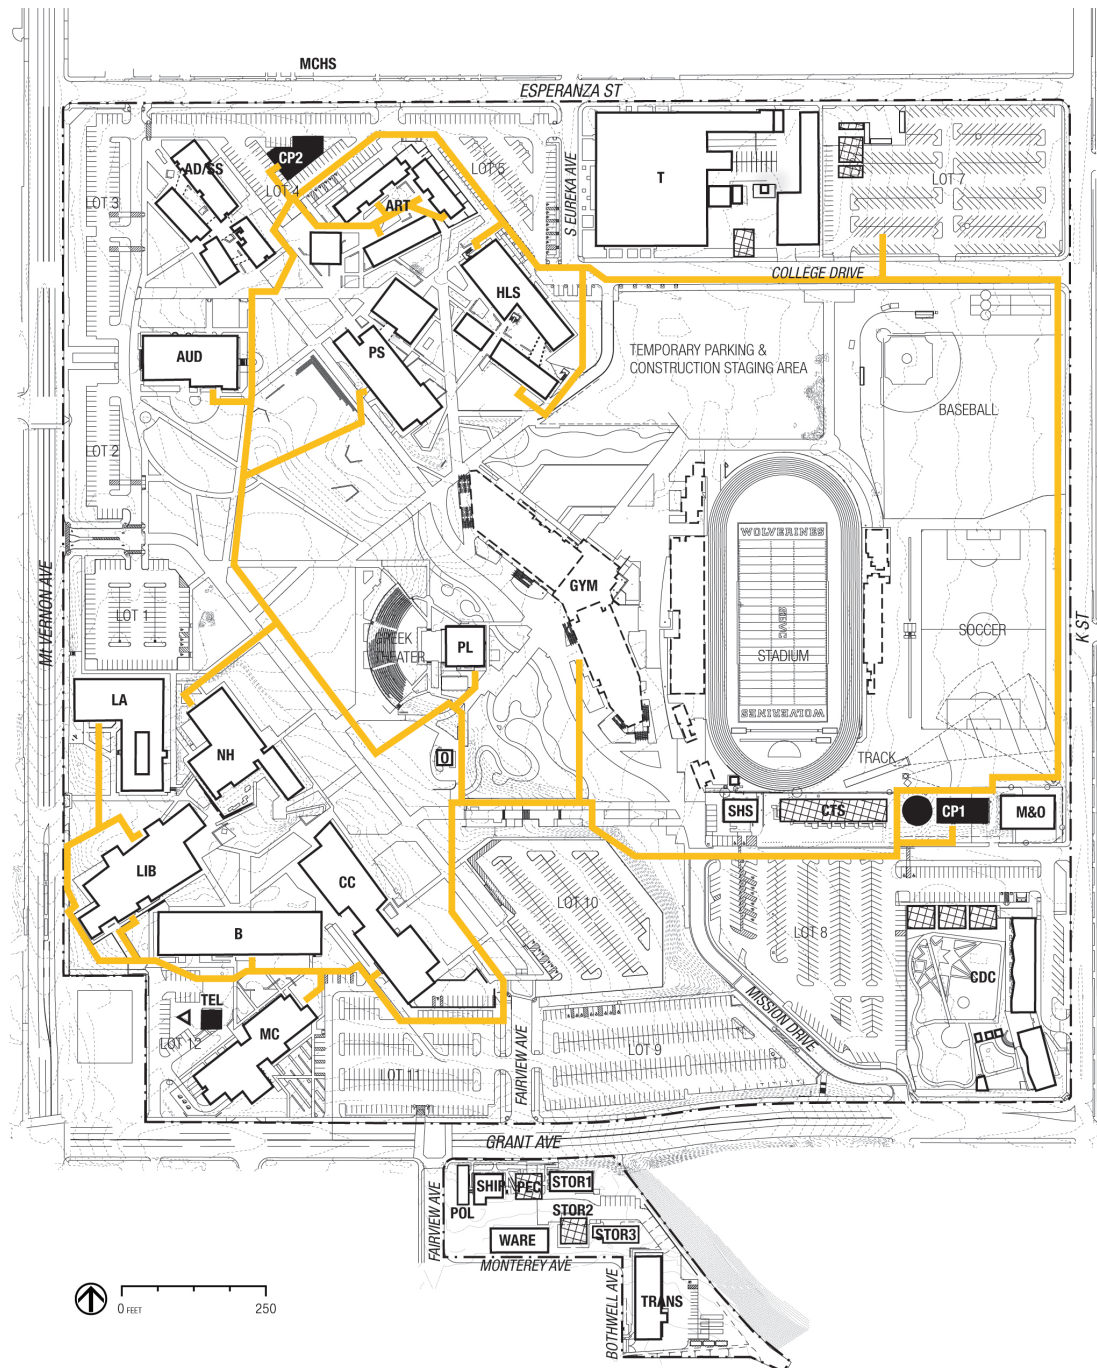 MCHS
ESPERANZA ST
CP2
AD/SS
LOT 4
LOT 5
S EUREKA AVE
T
LOT 7
LOT 3
ART
COLLEGE DRIVE
HLS
AUD
PS
TEMPORARY PARKING &
CONSTRUCTION STAGING AREA
BASEBALL
LOT 2
WOLVERINES
Mt VERNON AVE
GYM
LOT 1
SBVC
GREEK
THEATER
PL
STADIUM
SOCCER
K ST
LA
WOLVERINES
NH
O
TRACK
SHS
CTS
CP1
M&O
LIB
CC
LOT 10
B
LOT 8
CDC
TEL
MC
LOT 12
MISSION DRIVE
LOT 9
LOT 11
FAIRVIEW AVE
GRANT AVE
SHIP
PEC
STOR1
POL
STOR2
FAIRVIEW AVE
WARE
STOR3
MONTEREY AVE
BOTHWELL AVE
TRANS
0 FEET
250